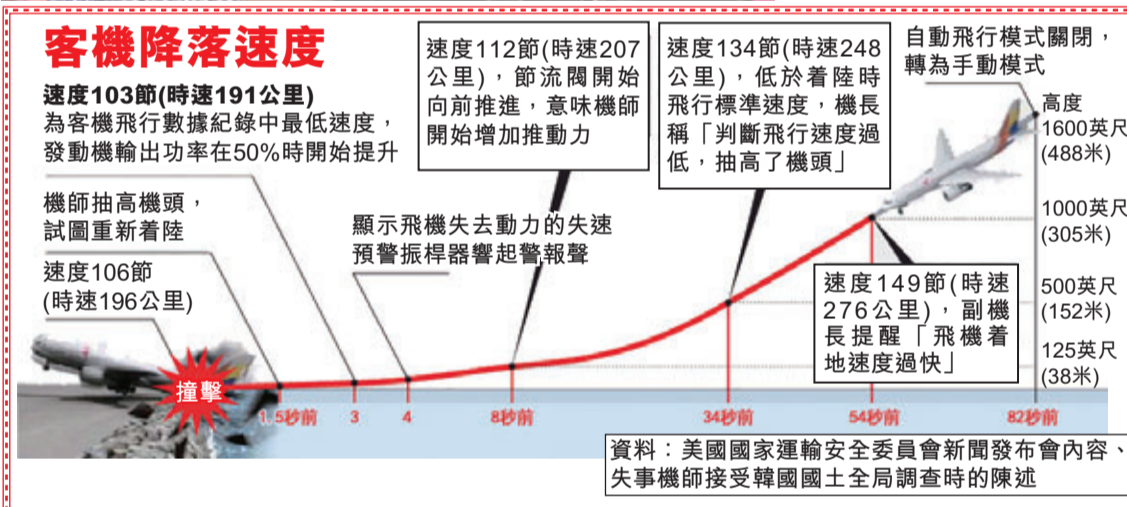 客機降落速度
速度103節(時速191公里)
為客機飛行數據紀錄中最低速度，
發動機輸出功率在50%時開始提升
機師抽高機頭，
試圖重新着陸
速度106節
(時速196公里)
撞擊
顯示飛機失去動力的失速
預警振桿器響起警報聲
速度112節(時速207
公里)，節流閥開始
向前推進，意味機師
開始增加推動力
速度134節(時速248
公里)，低於着陸時
飛行標準速度，機長
稱「判斷飛行速度過
低，抽高了機頭」
自動飛行模式關閉，
轉為手動模式
高度
1600英尺
(488米)
1000英尺
(305米)
500英尺
(152米)
125英尺
(38米)
速度149節(時速
276公里)，副機
長提醒「飛機着
地速度過快」
1.5秒前
3
4
8秒前
34秒前
54秒前
82秒前
資料：美國國家運輸安全委員會新聞發布會內容、
失事機師接受韓國國土全局調查時的陳述